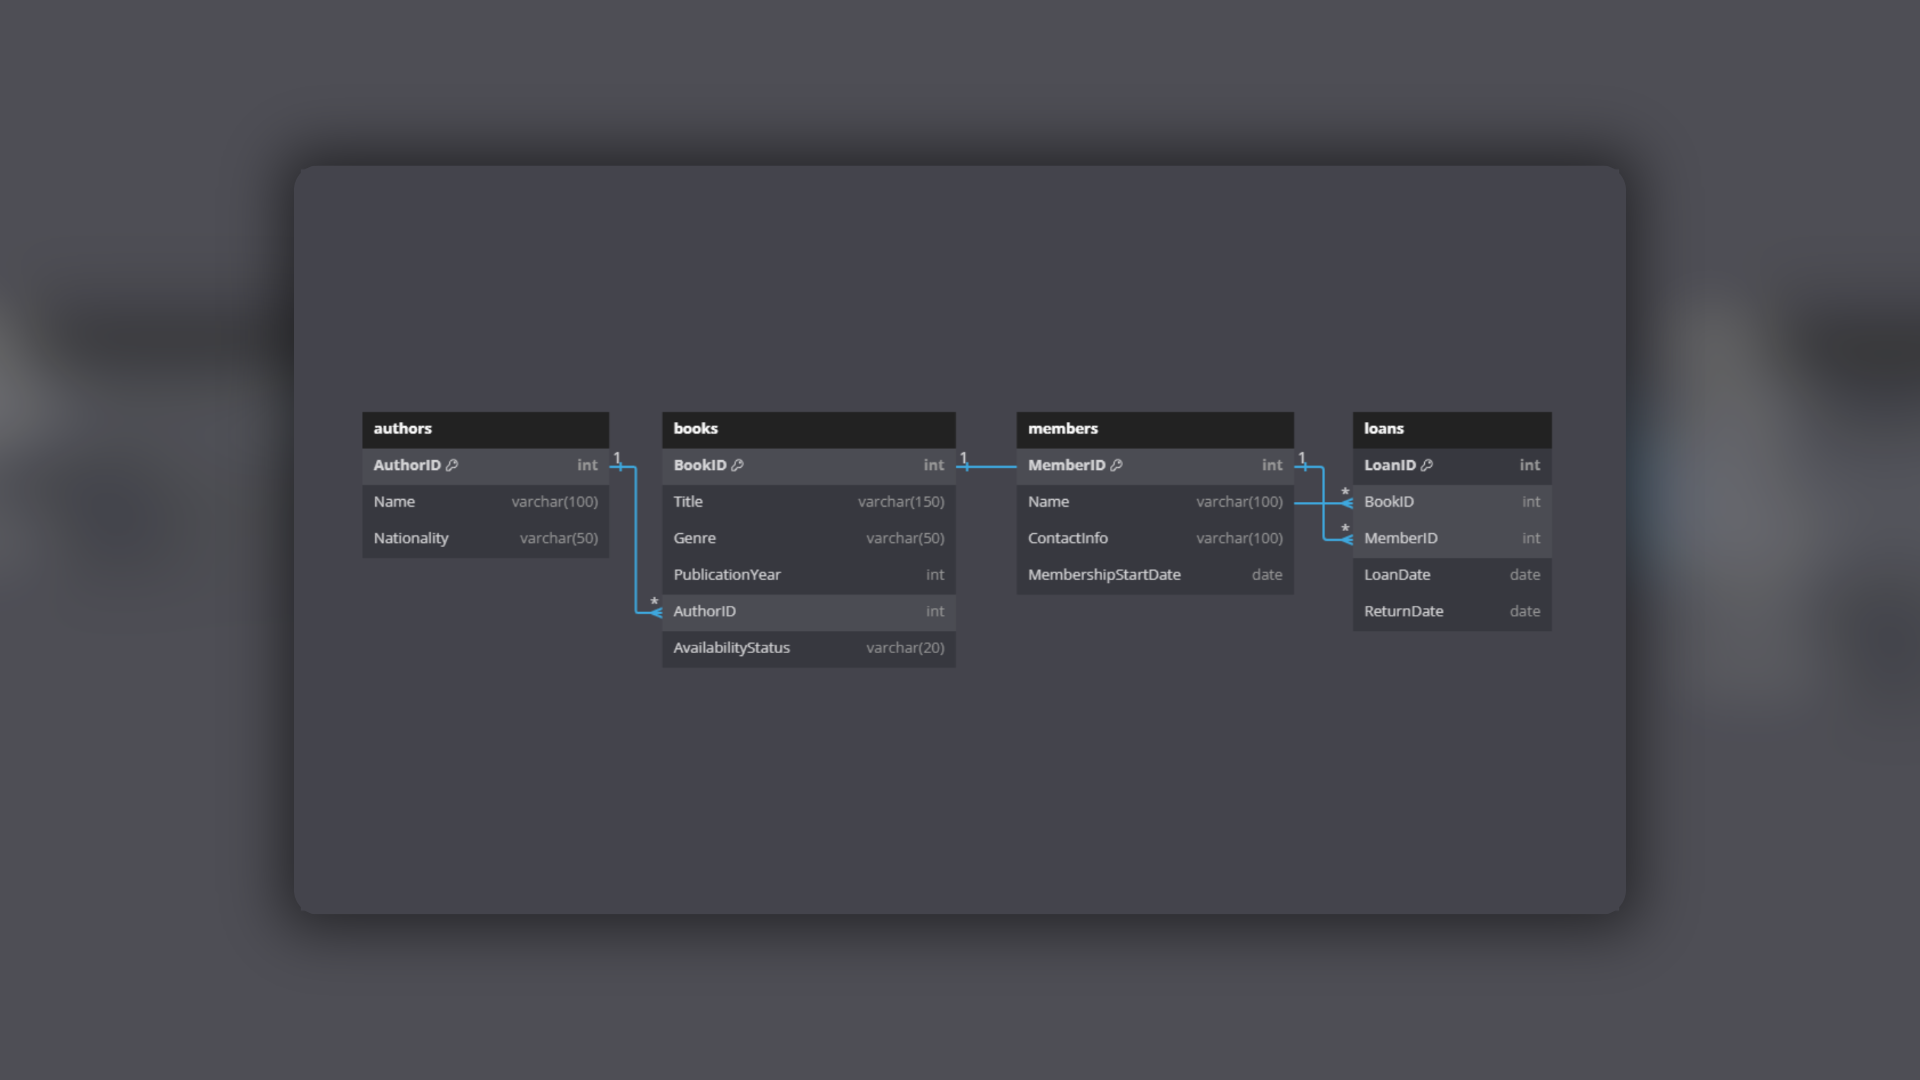 authors
AuthorID int
Name varchar(100)
Nationality varchar(50)
1
*
books
BookID int
Title varchar(150)
Genre varchar(50)
PublicationYear int
AuthorID int
AvailabilityStatus varchar(20)
1
members
MemberID int
Name varchar(100)
ContactInfo varchar(100)
MembershipStartDate date
1
*
*
loans
LoanID int
BookID int
MemberID int
LoanDate date
ReturnDate date